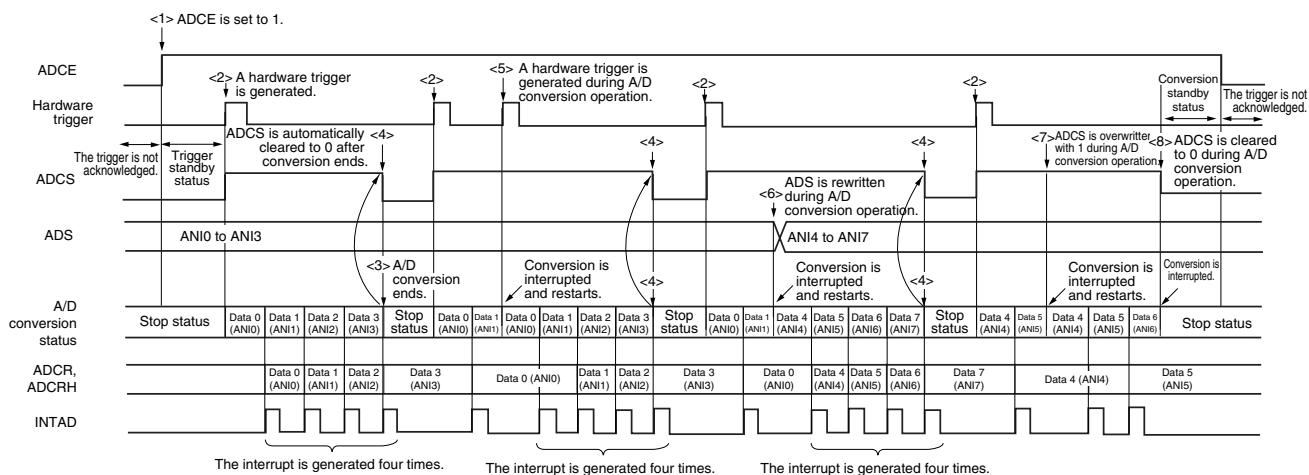 <1> ADCE is set to 1.
ADCE
<2> A hardware trigger
is generated.
<2>
<5> A hardware trigger is
generated during A/D
conversion operation.
<2>
<2>
Conversion
standby
status
The trigger is not
acknowledged.
Hardware
trigger
The trigger is not
acknowledged.
Trigger
standby
status
ADCS is automatically
cleared to 0 after
conversion ends.
<4>
<4>
<4>
<7> ADCS is overwritter
with 1 during A/D
conversion operation.
<8> ADCS is cleared
to 0 during A/D
conversion
operation.
ADCS
<6>
ADS is rewritten
during A/D
conversion operation.
ADS
ANI0 to ANI3
ANI4 to ANI7
<3> A/D
conversion
ends.
Conversion is
interrupted
and restarts.
<4>
Conversion is
interrupted
and restarts.
<4>
Conversion is
interrupted
and restarts.
Conversion is
interrupted.
A/D
conversion
status
Stop status
Data 0
(ANI0)
Data 1
(ANI1)
Data 2
(ANI2)
Data 3
(ANI3)
Stop
status
Data 0
(ANI0)
Data 1
(ANI1)
Data 0
(ANI0)
Data 1
(ANI1)
Data 2
(ANI2)
Data 3
(ANI3)
Stop
status
Data 0
(ANI0)
Data 1
(ANI1)
Data 4
(ANI4)
Data 5
(ANI5)
Data 6
(ANI6)
Data 7
(ANI7)
Stop
status
Data 4
(ANI4)
Data 5
(ANI5)
Data 4
(ANI4)
Data 5
(ANI5)
Data 6
(ANI6)
Stop status
ADCR,
ADCRH
Data 0
(ANI0)
Data 1
(ANI1)
Data 2
(ANI2)
Data 3
(ANI3)
Data 0 (ANI0)
Data 1
(ANI1)
Data 2
(ANI2)
Data 3
(ANI3)
Data 0
(ANI0)
Data 4
(ANI4)
Data 5
(ANI5)
Data 6
(ANI6)
Data 7
(ANI7)
Data 4 (ANI4)
Data 5
(ANI5)
INTAD
The interrupt is generated four times.
The interrupt is generated four times.
The interrupt is generated four times.